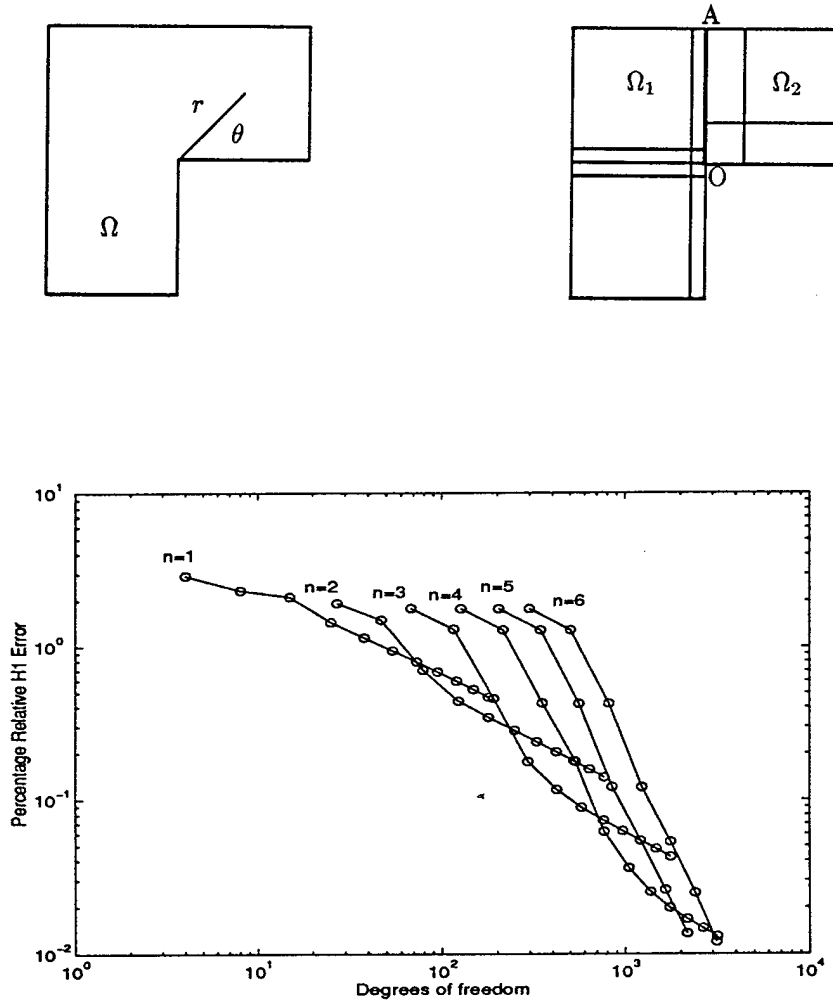 r
θ
Ω
A
Ω₁
Ω₂
O
Percentage Relative H1 Error
10¹
10⁰
10⁻¹
10⁻²
n=1
n=2
n=3
n=4
n=5
n=6
10⁰
10¹
10²
10³
10⁴
Degrees of freedom